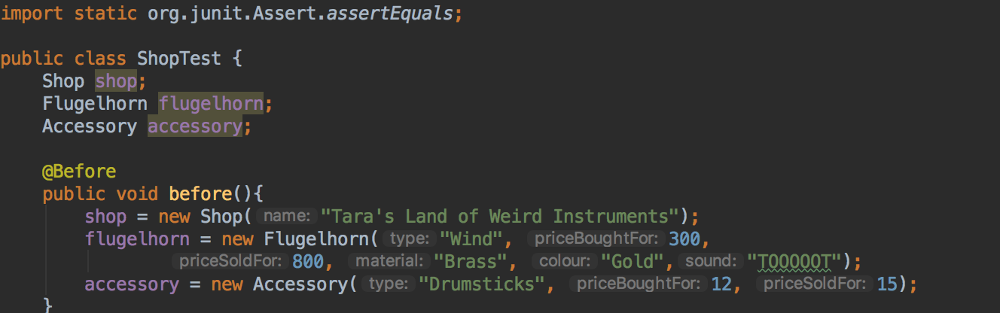 import static org.junit.Assert.assertEquals;
public class ShopTest {
Shop shop;
Flugelhorn flugelhorn;
Accessory accessory;
@Before
public void before(){
shop = new Shop( name: "Tara's Land of Weird Instruments");
flugelhorn = new Flugelhorn( type: "Wind", priceBoughtFor: 300,
priceSoldFor: 800, material: "Brass", colour: "Gold", sound: "TOOOOOT");
accessory = new Accessory( type: "Drumsticks", priceBoughtFor: 12, priceSoldFor: 15);
}